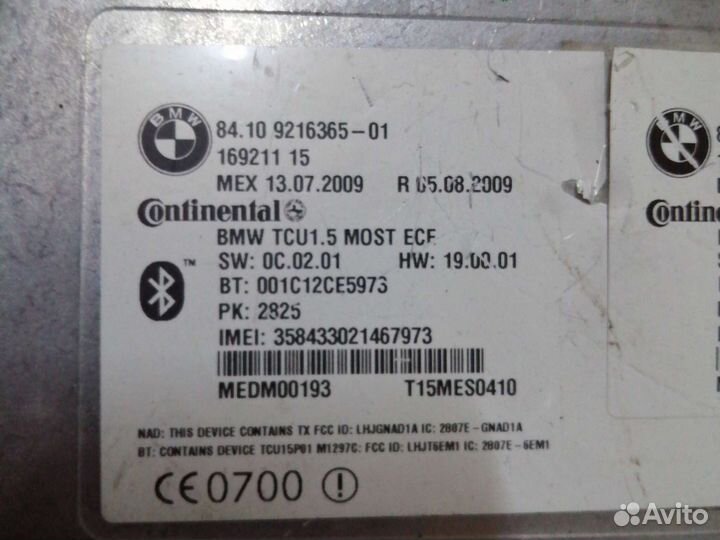 BMW
84.10 9216365-01
169211 15
MEX 13.07.2009 R 05.08.2009
Continental
BMW TCU1.5 MOST ECE
SW: 0C.02.01 HW: 19.00.01
™ BT: 001C12CE5973
PK: 2825
IMEI: 358433021467973
MEDM00193 T15MES0410
NAD: THIS DEVICE CONTAINS TX FCC ID: LHJGNAD1A IC: 2807E-GNAD1A
BT: CONTAINS DEVICE TCU15P01 M1297C: FCC ID: LHJT6EM1 IC: 2807E-6EM1
CE0700
BMW
Avito